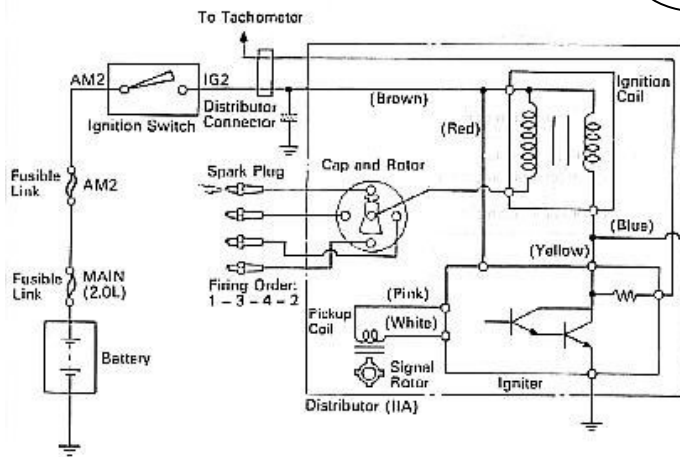 To Tachometer
AM2
IG2
Ignition Switch
Distributor
Connector
(Brown)
(Red)
Ignition
Coil
Fusible
Link
AM2
Spark Plug
Cap and Rotor
(Blue)
(Yellow)
Fusible
Link
MAIN
(2.0L)
Firing Order:
1-3-4-2
(Pink)
Pickup
Coil
(White)
Battery
Signal
Rotor
Igniter
Distributor (IIA)